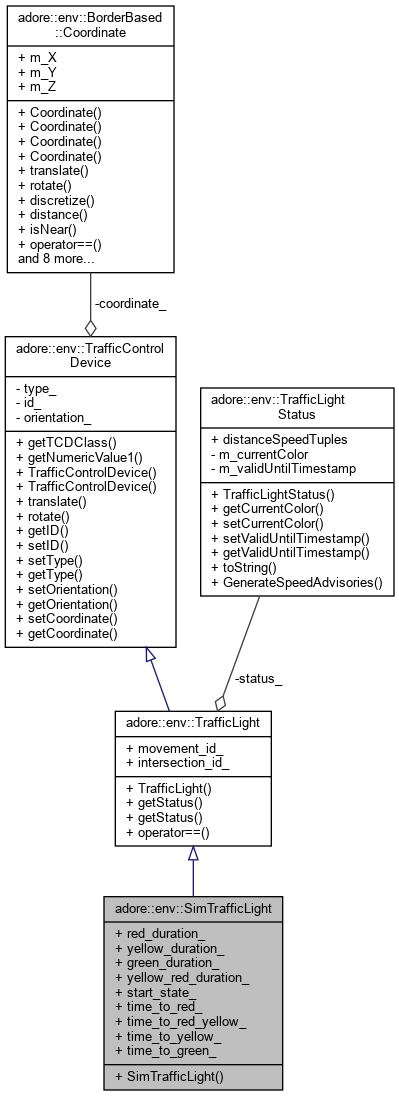 adore::env::BorderBased
::Coordinate
+ m_X
+ m_Y
+ m_Z
+ Coordinate()
+ Coordinate()
+ Coordinate()
+ Coordinate()
+ translate()
+ rotate()
+ discretize()
+ distance()
+ isNear()
+ operator==()
and 8 more...
-coordinate_
adore::env::TrafficControl
Device
- type_
- id_
- orientation_
+ getTCDClass()
+ getNumericValue1()
+ TrafficControlDevice()
+ TrafficControlDevice()
+ translate()
+ rotate()
+ getID()
+ setID()
+ setType()
+ getType()
+ setOrientation()
+ getOrientation()
+ setCoordinate()
+ getCoordinate()
adore::env::TrafficLight
Status
+ distanceSpeedTuples
- m_currentColor
- m_validUntilTimestamp
+ TrafficLightStatus()
+ getCurrentColor()
+ setCurrentColor()
+ setValidUntilTimestamp()
+ getValidUntilTimestamp()
+ toString()
+ GenerateSpeedAdvisories()
-status_
adore::env::TrafficLight
+ movement_id_
+ intersection_id_
+ TrafficLight()
+ getStatus()
+ getStatus()
+ operator==()
adore::env::SimTrafficLight
+ red_duration_
+ yellow_duration_
+ green_duration_
+ yellow_red_duration_
+ start_state_
+ time_to_red_
+ time_to_red_yellow_
+ time_to_yellow_
+ time_to_green_
+ SimTrafficLight()